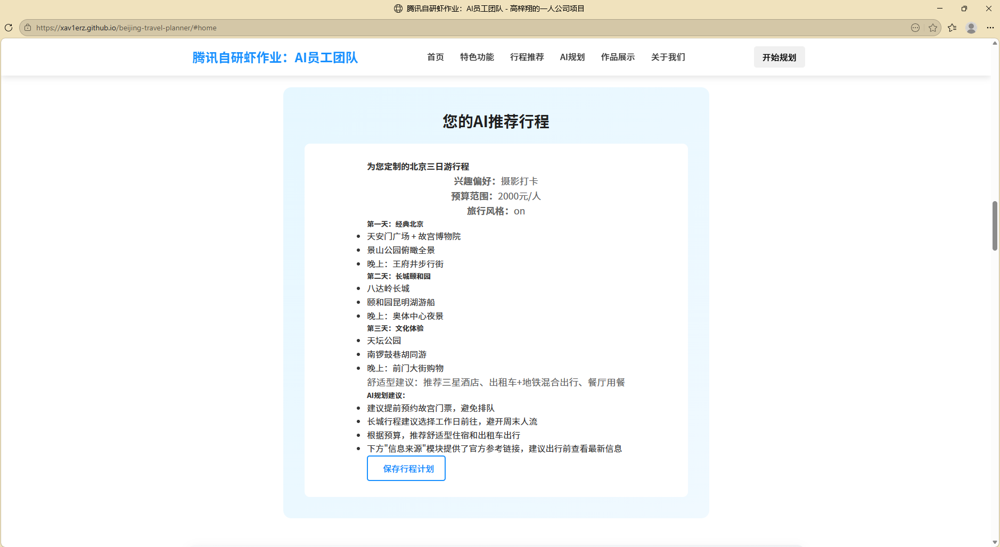 腾讯自研虾作业：AI员工团队 - 高梓翔的一人公司项目
https://xav1erz.github.io/beijing-travel-planner/#home
腾讯自研虾作业：AI员工团队
首页 特色功能 行程推荐 AI规划 作品展示 关于我们 开始规划
您的AI推荐行程
为您定制的北京三日游行程
兴趣偏好：摄影打卡
预算范围：2000元/人
旅行风格：on
第一天：经典北京
天安门广场 + 故宫博物院
景山公园俯瞰全景
晚上：王府井步行街
第二天：长城颐和园
八达岭长城
颐和园昆明湖游船
晚上：奥体中心夜景
第三天：文化体验
天坛公园
南锣鼓巷胡同游
晚上：前门大街购物
舒适型建议：推荐三星酒店、出租车+地铁混合出行、餐厅用餐
AI规划建议：
建议提前预约故宫门票，避免排队
长城行程建议选择工作日前往，避开周末人流
根据预算，推荐舒适型住宿和出租车出行
下方"信息来源"模块提供了官方参考链接，建议出行前查看最新信息
保存行程计划